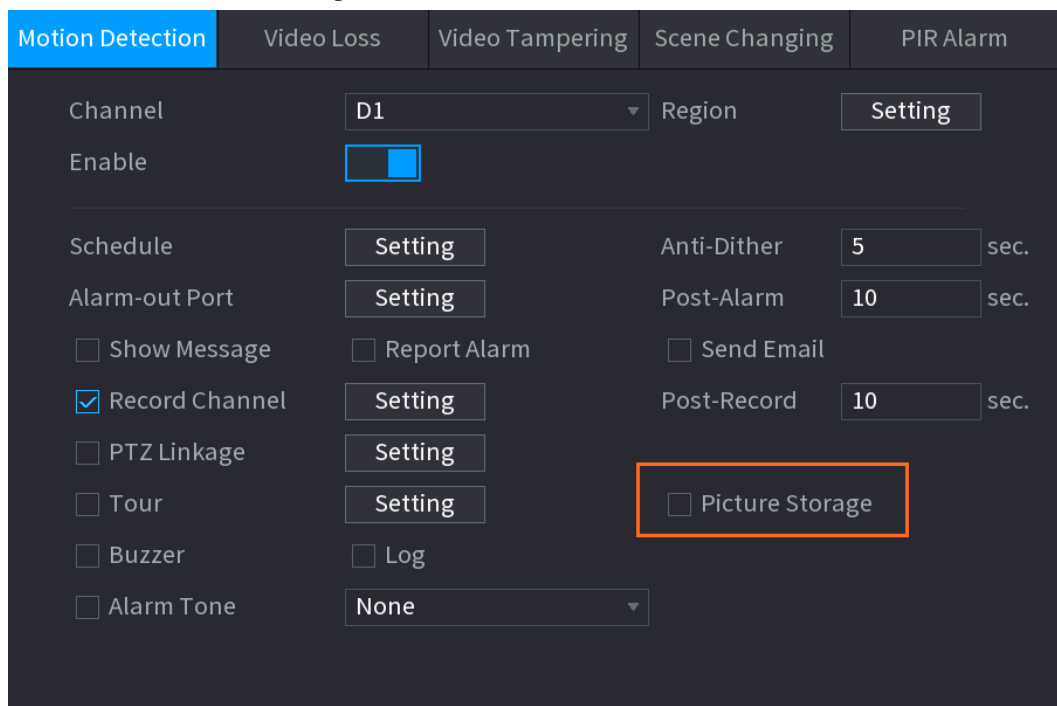 Motion Detection Video Loss Video Tampering Scene Changing PIR Alarm
Channel D1 Region Setting
Enable
Schedule Setting Anti-Dither 5 sec.
Alarm-out Port Setting Post-Alarm 10 sec.
Show Message Report Alarm Send Email
Record Channel Setting Post-Record 10 sec.
PTZ Linkage Setting
Tour Setting Picture Storage
Buzzer Log
Alarm Tone None